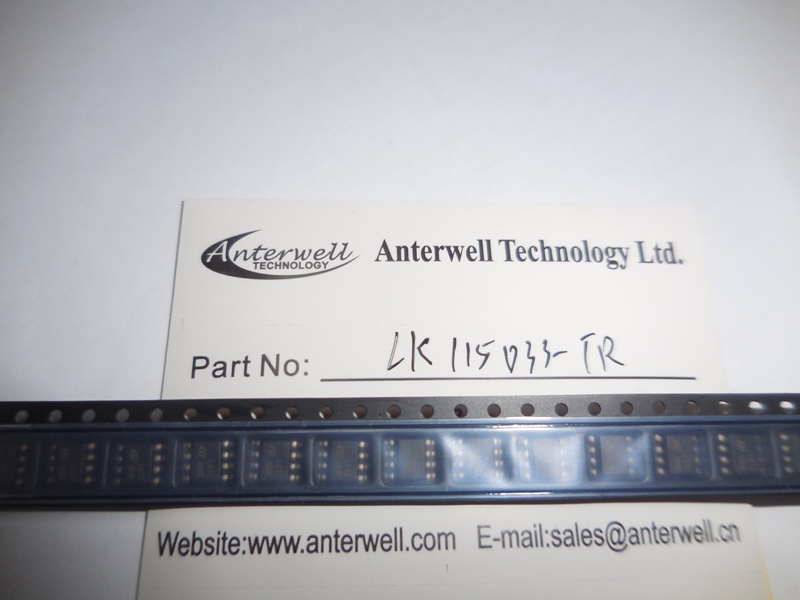 Anterwell
TECHNOLOGY
Anterwell Technology Ltd.
Part No: LK115D33-TR
Website:www.anterwell.com E-mail:sales@anterwell.cn